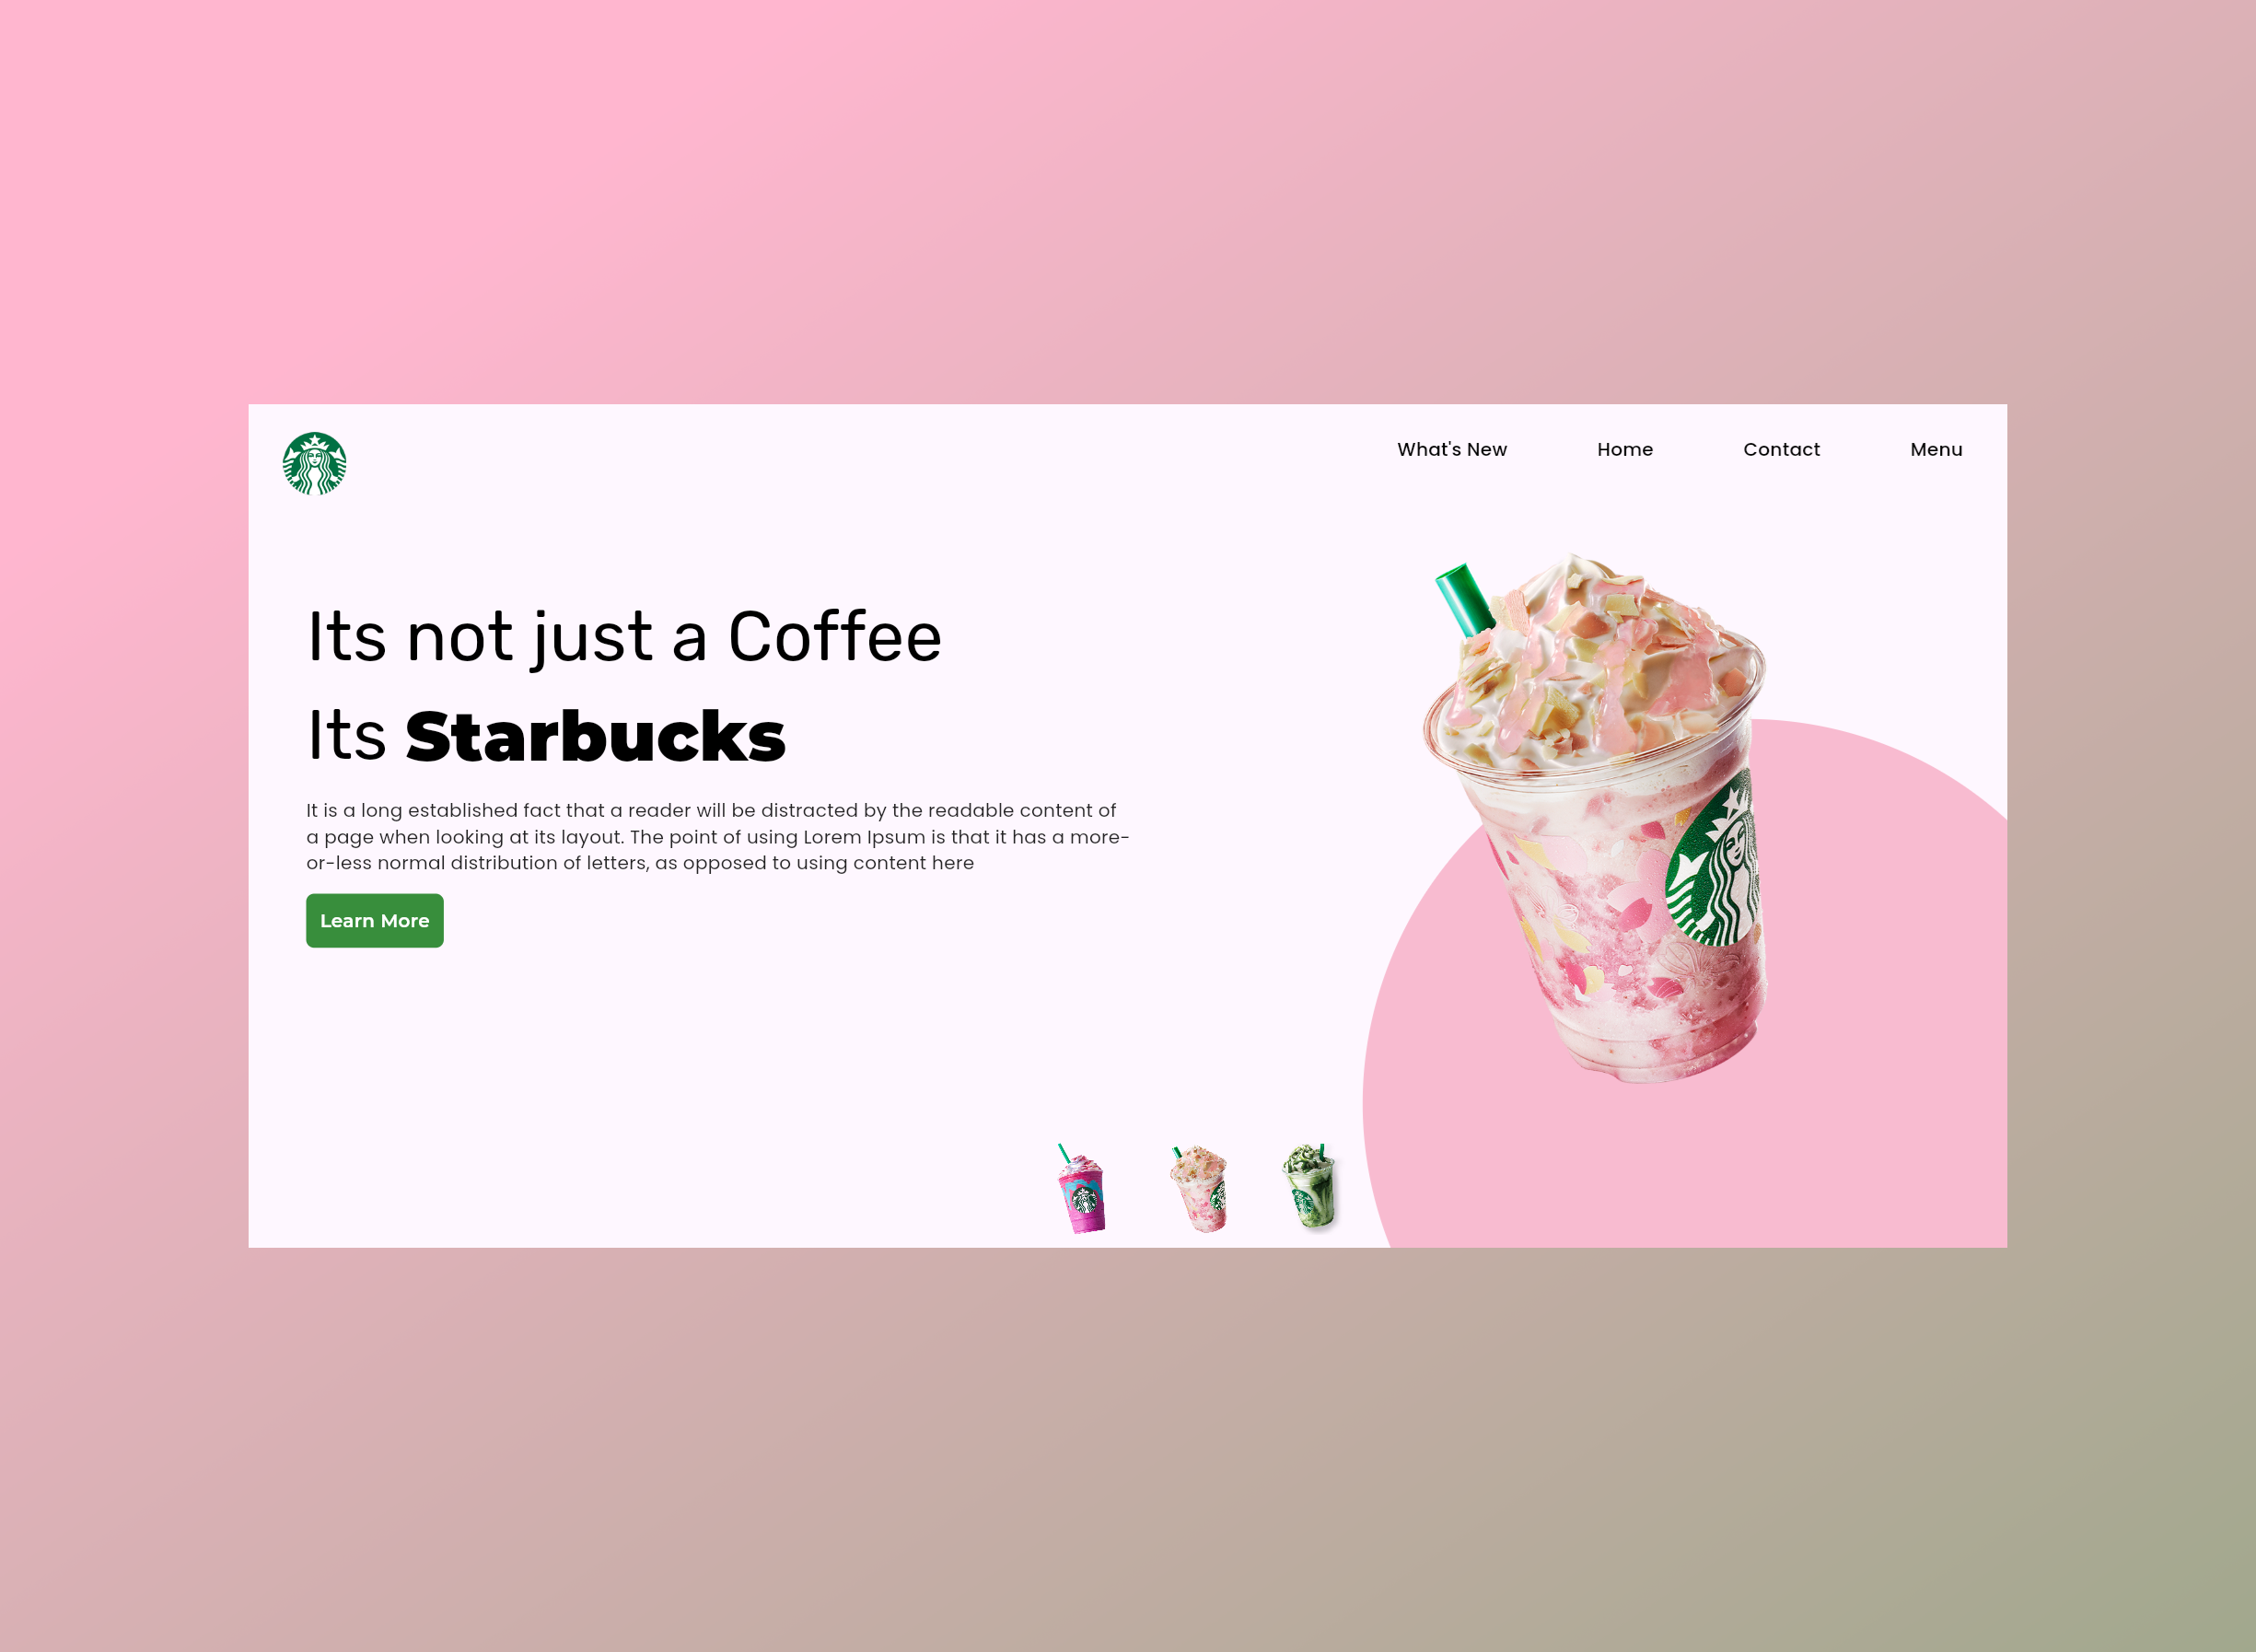 What's New Home Contact Menu
Its not just a Coffee
Its Starbucks
It is a long established fact that a reader will be distracted by the readable content of
a page when looking at its layout. The point of using Lorem Ipsum is that it has a more-
or-less normal distribution of letters, as opposed to using content here
Learn More